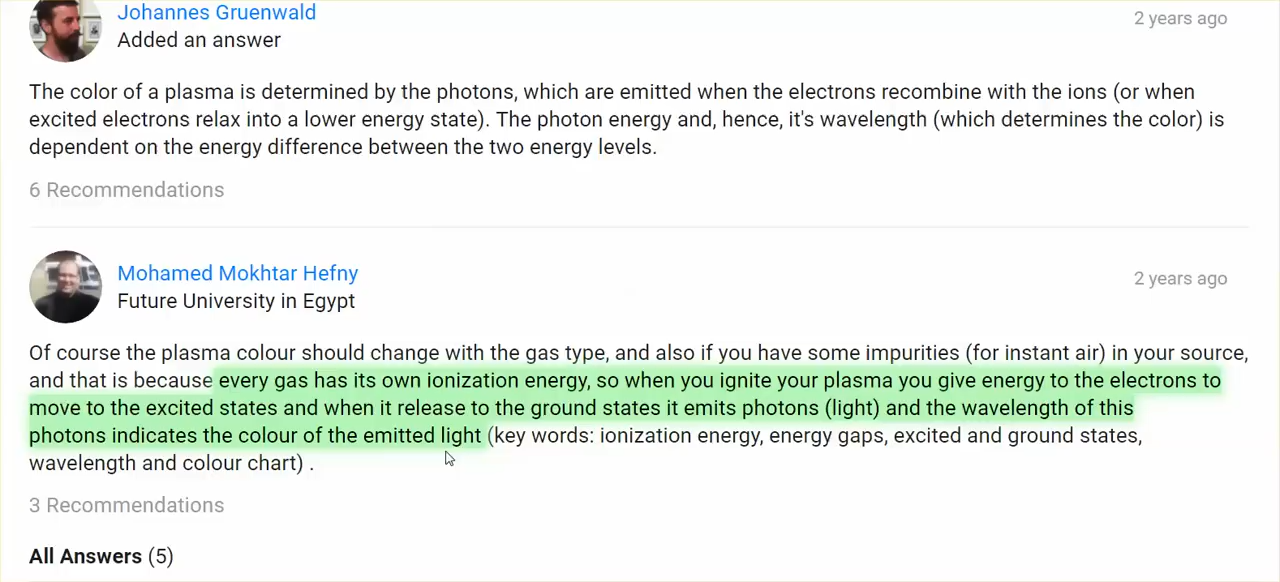 Johannes Gruenwald
2 years ago
Added an answer
The color of a plasma is determined by the photons, which are emitted when the electrons recombine with the ions (or when
excited electrons relax into a lower energy state). The photon energy and, hence, it's wavelength (which determines the color) is
dependent on the energy difference between the two energy levels.
6 Recommendations
Mohamed Mokhtar Hefny
2 years ago
Future University in Egypt
Of course the plasma colour should change with the gas type, and also if you have some impurities (for instant air) in your source,
and that is because every gas has its own ionization energy, so when you ignite your plasma you give energy to the electrons to
move to the excited states and when it release to the ground states it emits photons (light) and the wavelength of this
photons indicates the colour of the emitted light (key words: ionization energy, energy gaps, excited and ground states,
wavelength and colour chart) .
3 Recommendations
All Answers (5)